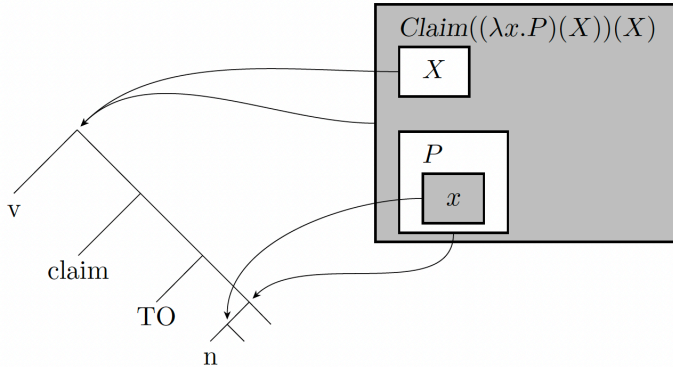 Claim((λx.P)(X))(X)
X
P
x
v
claim
TO
n